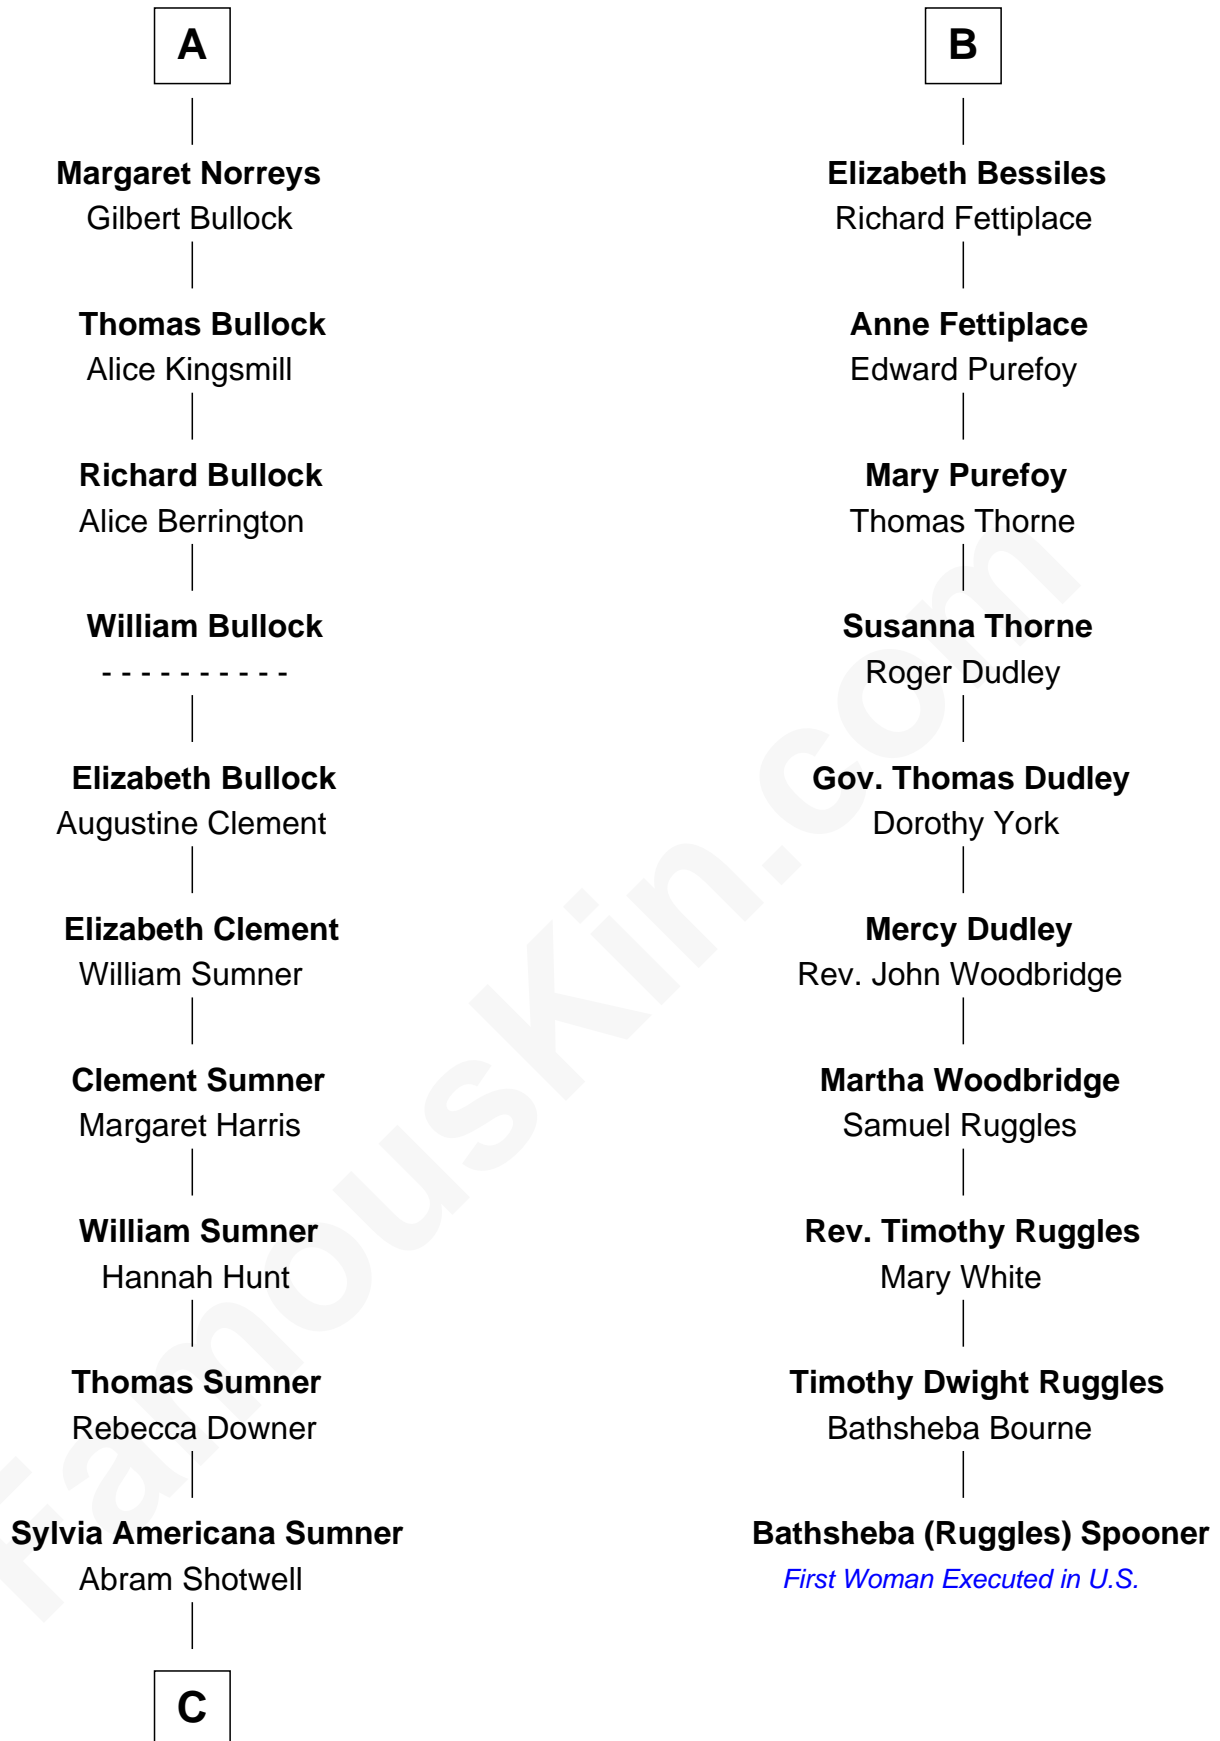 A
Margaret Norreys
Gilbert Bullock
Thomas Bullock
Alice Kingsmill
Richard Bullock
Alice Berrington
William Bullock
- - - - - - - - - -
Elizabeth Bullock
Augustine Clement
Elizabeth Clement
William Sumner
Clement Sumner
Margaret Harris
William Sumner
Hannah Hunt
Thomas Sumner
Rebecca Downer
Sylvia Americana Sumner
Abram Shotwell
C
B
Elizabeth Bessiles
Richard Fettiplace
Anne Fettiplace
Edward Purefoy
Mary Purefoy
Thomas Thorne
Susanna Thorne
Roger Dudley
Gov. Thomas Dudley
Dorothy York
Mercy Dudley
Rev. John Woodbridge
Martha Woodbridge
Samuel Ruggles
Rev. Timothy Ruggles
Mary White
Timothy Dwight Ruggles
Bathsheba Bourne
Bathsheba (Ruggles) Spooner
First Woman Executed in U.S.
FamousKin.com